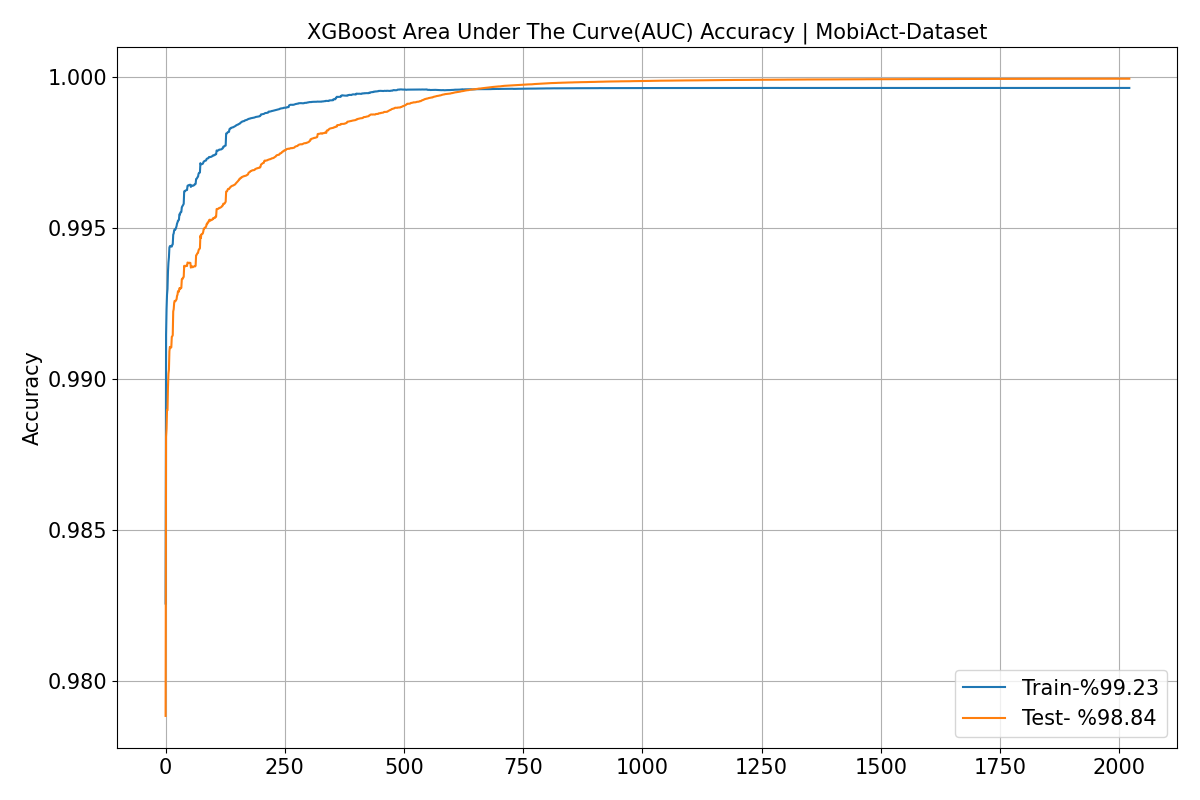 XGBoost Area Under The Curve(AUC) Accuracy | MobiAct-Dataset
1.000
0.995
0.990
0.985
0.980
Accuracy
Train-%99.23
Test- %98.84
0 250 500 750 1000 1250 1500 1750 2000